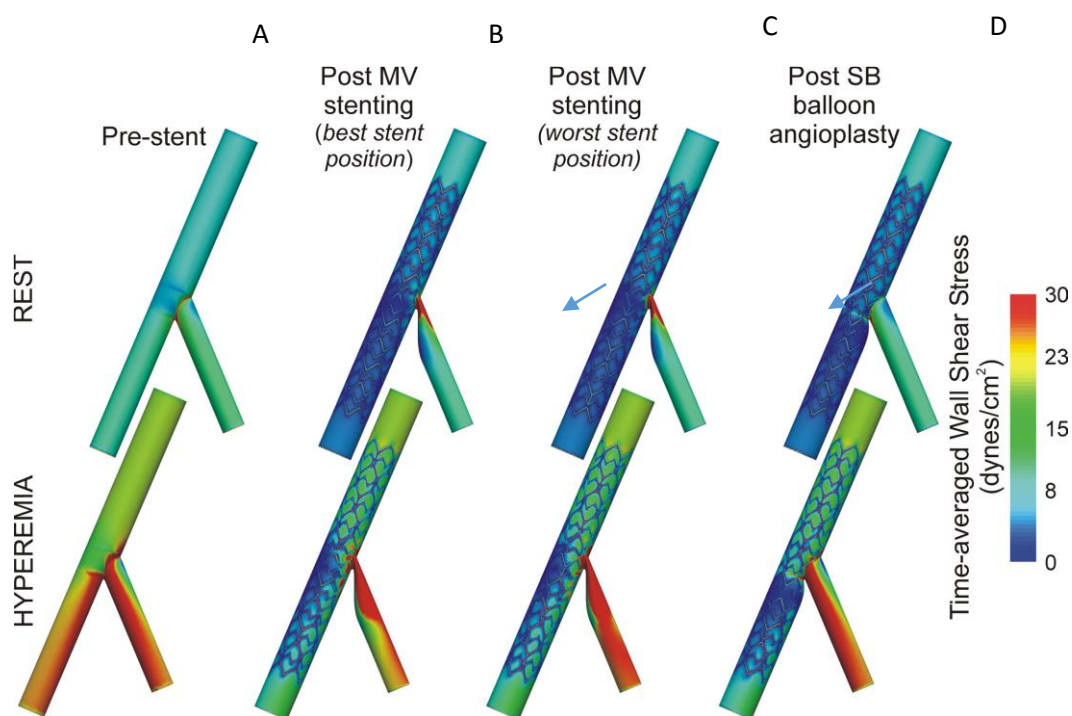 A
B
C
D
Pre-stent
Post MV
stenting
(best stent
position)
Post MV
stenting
(worst stent
position)
Post SB
balloon
angioplasty
REST
HYPEREMIA
Time-averaged Wall Shear Stress
(dynes/cm²)
30
23
15
8
0